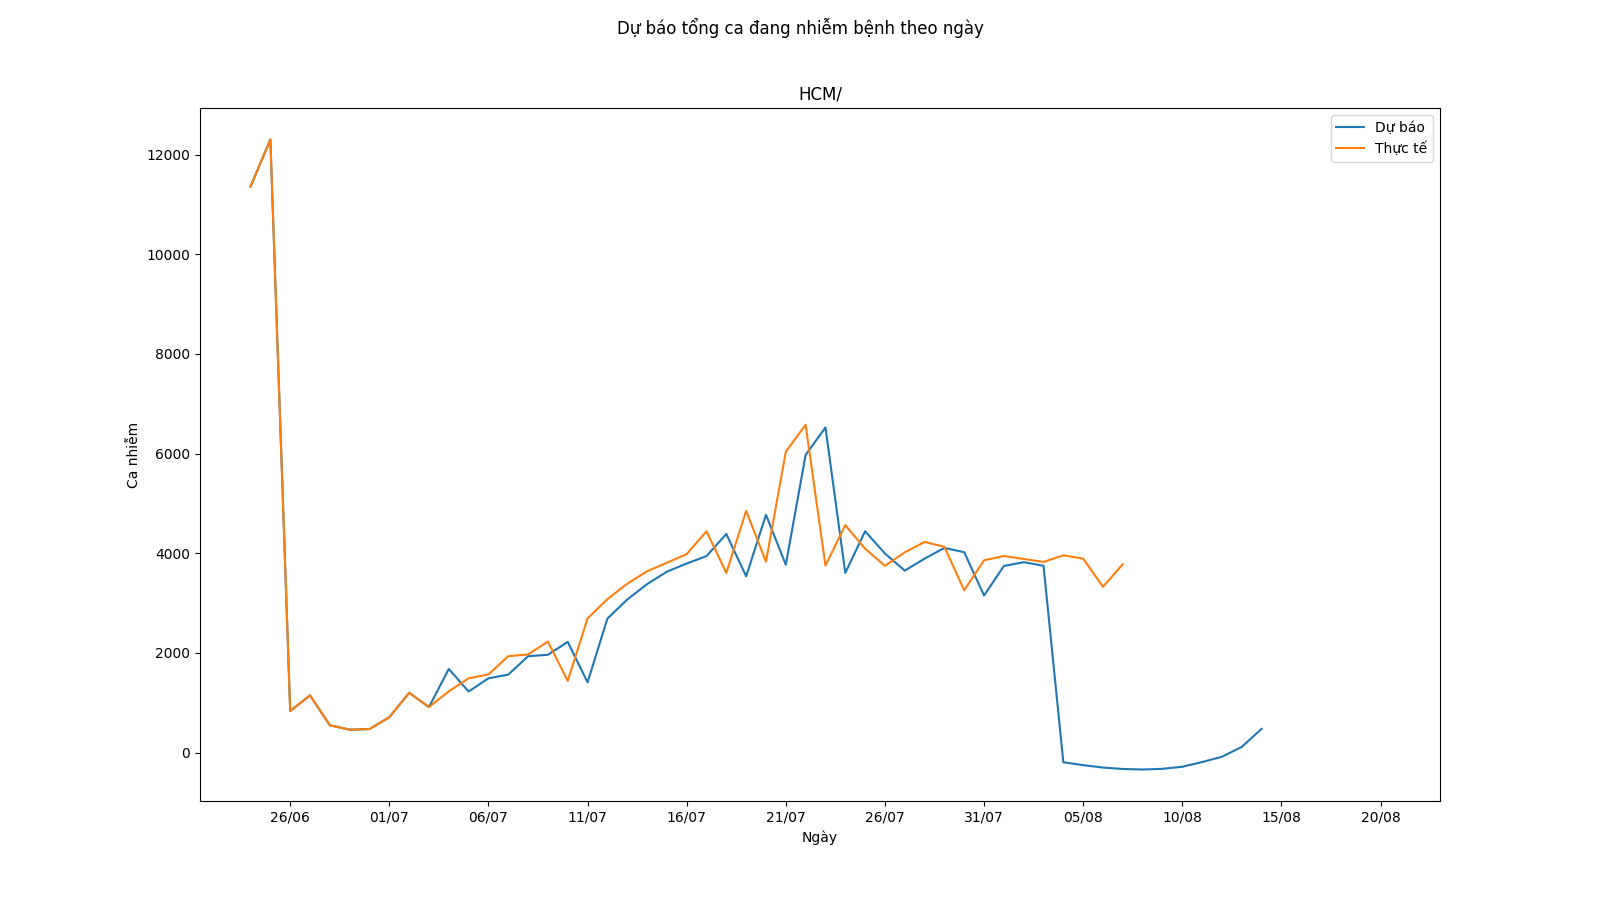 Dự báo tổng ca đang nhiễm bệnh theo ngày
HCM/
Dự báo
Thực tế
12000
10000
8000
6000
4000
2000
0
Ca nhiễm
26/06 01/07 06/07 11/07 16/07 21/07 26/07 31/07 05/08 10/08 15/08 20/08
Ngày